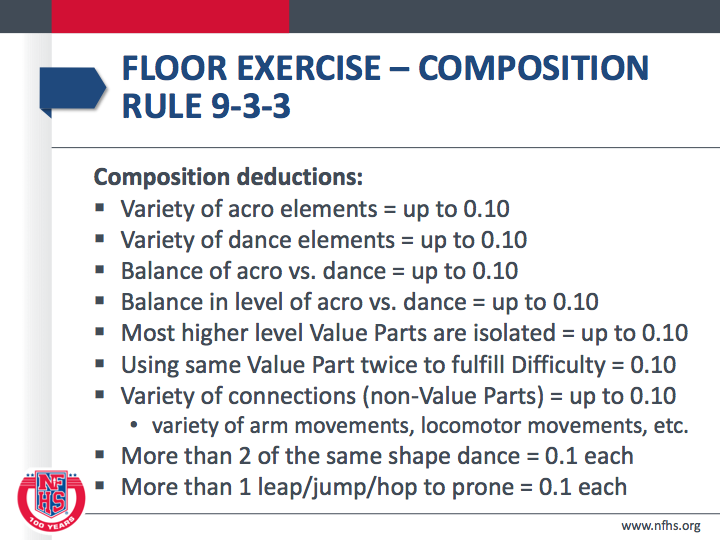 FLOOR EXERCISE – COMPOSITION
RULE 9-3-3
Composition deductions:
▪ Variety of acro elements = up to 0.10
▪ Variety of dance elements = up to 0.10
▪ Balance of acro vs. dance = up to 0.10
▪ Balance in level of acro vs. dance = up to 0.10
▪ Most higher level Value Parts are isolated = up to 0.10
▪ Using same Value Part twice to fulfill Difficulty = 0.10
▪ Variety of connections (non-Value Parts) = up to 0.10
• variety of arm movements, locomotor movements, etc.
▪ More than 2 of the same shape dance = 0.1 each
▪ More than 1 leap/jump/hop to prone = 0.1 each
NF
HS
100 YEARS
www.nfhs.org